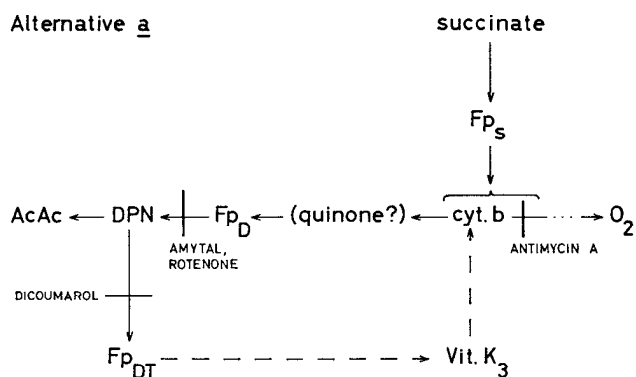 Alternative a
succinate
Fps
AcAc DPN FpD (quinone?) cyt. b O2
AMYTAL,
ROTENONE
ANTIMYCIN A
DICOUMAROL
FpDT Vit. K3